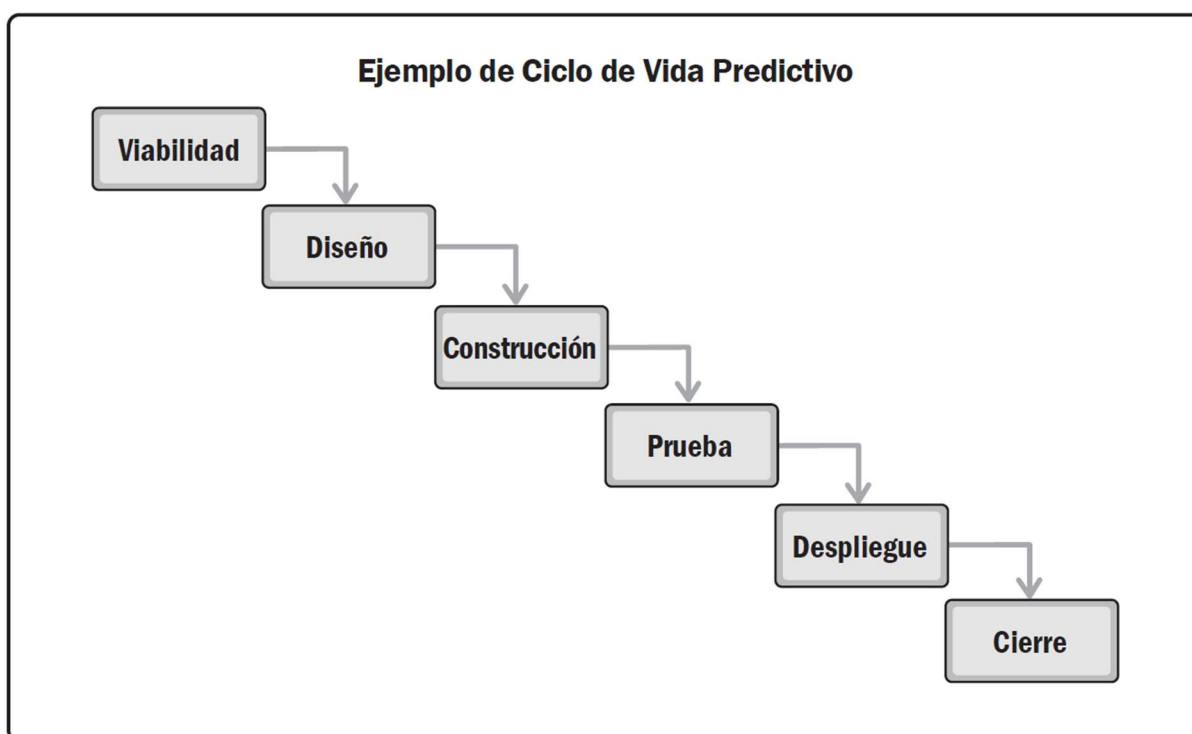 Ejemplo de Ciclo de Vida Predictivo
Viabilidad
Diseño
Construcción
Prueba
Despliegue
Cierre